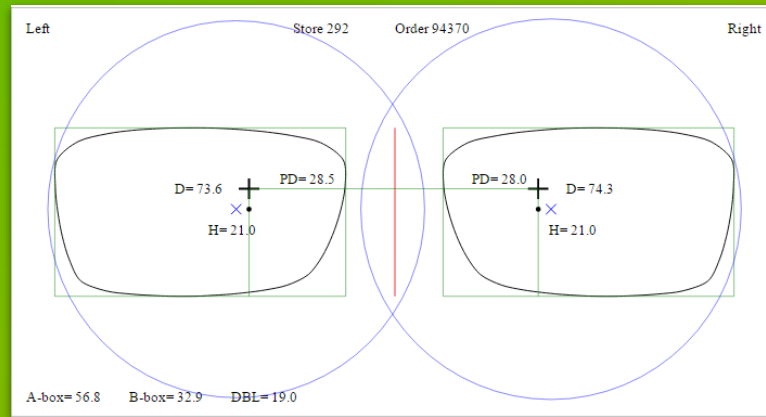 Left Store 292 Order 94370 Right
PD= 28.5 PD= 28.0
D= 73.6 D= 74.3
H= 21.0 H= 21.0
A-box= 56.8 B-box= 32.9 DBL= 19.0